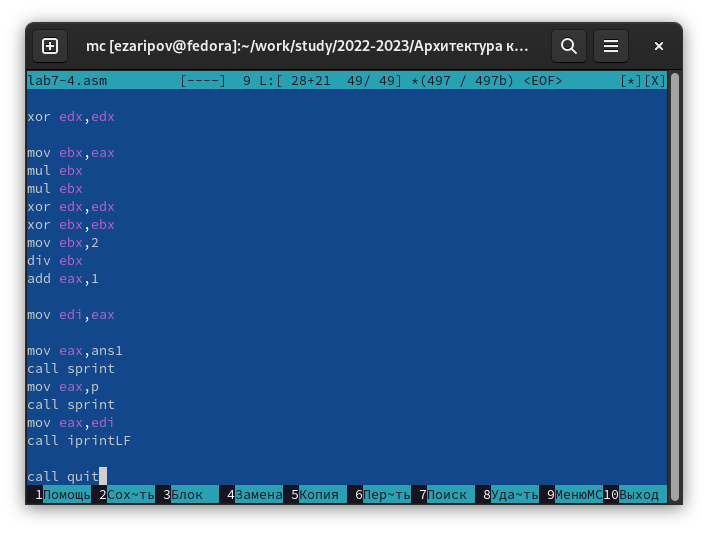 mc [ezaripov@fedora]:~/work/study/2022-2023/Архитектура к...
lab7-4.asm [----] 9 L:[ 28+21 49/ 49] *(497 / 497b) <EOF> [*][X]
xor edx,edx
mov ebx,eax
mul ebx
mul ebx
xor edx,edx
xor ebx,ebx
mov ebx,2
div ebx
add eax,1
mov edi,eax
mov eax,ans1
call sprint
mov eax,p
call sprint
mov eax,edi
call iprintLF
call quit
1Помощь 2Сох~ть 3Блок 4Замена 5Копия 6Пер~ть 7Поиск 8Уда~ть 9МенюMC 10Выход